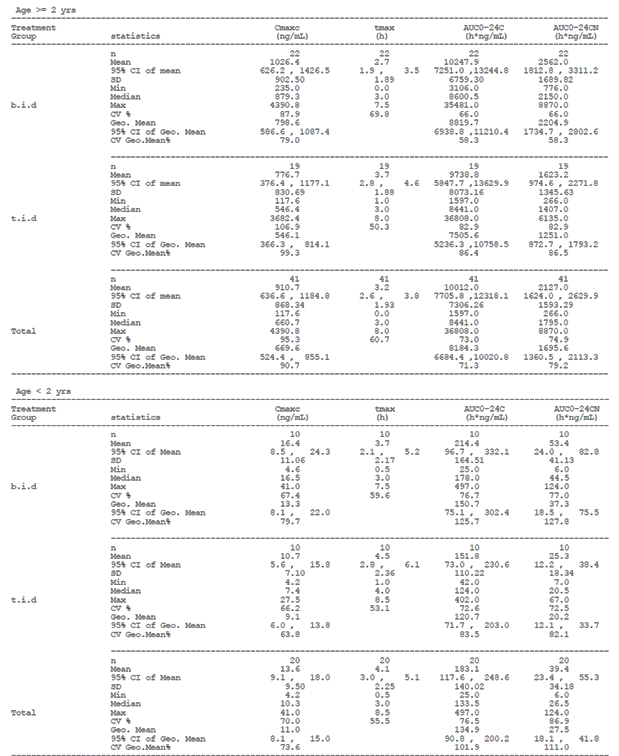 Age >= 2 yrs
Treatment Cmaxc tmax AUC0-24C AUC0-24CN
Group statistics (ng/mL) (h) (h*ng/mL) (h*ng/mL)
n 22 22 22 22
Mean 1026.4 2.7 10247.9 2562.0
95% CI of mean 626.2 , 1426.5 1.9 , 3.5 7251.0 ,13244.8 1812.8 , 3311.2
SD 902.50 1.89 6759.30 1689.82
Min 235.0 0.0 3106.0 776.0
Median 879.3 3.0 8600.5 2150.0
b.i.d Max 4390.8 7.5 35481.0 8870.0
CV % 87.9 69.8 66.0 66.0
Geo. Mean 798.6 8819.7 2204.9
95% CI of Geo. Mean 586.6 , 1087.4 6938.8 ,11210.4 1734.7 , 2802.6
CV Geo.Mean% 79.0 58.3 58.3
n 19 19 19 19
Mean 776.7 3.7 9738.8 1623.2
95% CI of mean 376.4 , 1177.1 2.8 , 4.6 5847.7 ,13629.9 974.6 , 2271.8
SD 830.69 1.88 8073.16 1345.63
Min 117.6 1.0 1597.0 266.0
Median 546.4 3.0 8441.0 1407.0
t.i.d Max 3682.4 8.0 36808.0 6135.0
CV % 106.9 50.3 82.9 82.9
Geo. Mean 546.1 7505.6 1251.0
95% CI of Geo. Mean 366.3 , 814.1 5236.3 ,10758.5 872.7 , 1793.2
CV Geo.Mean% 99.3 86.4 86.5
n 41 41 41 41
Mean 910.7 3.2 10012.0 2127.0
95% CI of mean 636.6 , 1184.8 2.6 , 3.8 7705.8 ,12318.1 1624.0 , 2629.9
SD 868.34 1.93 7306.26 1593.29
Min 117.6 0.0 1597.0 266.0
Median 660.7 3.0 8441.0 1795.0
Total Max 4390.8 8.0 36808.0 8870.0
CV % 95.3 60.7 73.0 74.9
Geo. Mean 669.6 8184.3 1695.6
95% CI of Geo. Mean 524.4 , 855.1 6684.4 ,10020.8 1360.5 , 2113.3
CV Geo.Mean% 90.7 71.3 79.2
Age < 2 yrs
Treatment Cmaxc tmax AUC0-24C AUC0-24CN
Group statistics (ng/mL) (h) (h*ng/mL) (h*ng/mL)
n 10 10 10 10
Mean 16.4 3.7 214.4 53.4
95% CI of Mean 8.5 , 24.3 2.1 , 5.2 96.7 , 332.1 24.0 , 82.8
SD 11.06 2.17 164.51 41.13
Min 4.6 0.5 25.0 6.0
Median 16.5 3.0 178.0 44.5
b.i.d Max 41.0 7.5 497.0 124.0
CV % 67.4 59.6 76.7 77.0
Geo. Mean 13.3 150.7 37.3
95% CI of Geo. Mean 8.1 , 22.0 75.1 , 302.4 18.5 , 75.5
CV Geo.Mean% 79.7 125.7 127.8
n 10 10 10 10
Mean 10.7 4.5 151.8 25.3
95% CI of Mean 5.6 , 15.8 2.8 , 6.1 73.0 , 230.6 12.2 , 38.4
SD 7.10 2.36 110.22 18.34
Min 4.2 1.0 42.0 7.0
Median 7.4 4.0 124.0 20.5
t.i.d Max 27.5 8.5 402.0 67.0
CV % 66.2 53.1 72.6 72.5
Geo. Mean 9.1 120.7 20.2
95% CI of Geo. Mean 6.0 , 13.8 71.7 , 203.0 12.1 , 33.7
CV Geo.Mean% 63.8 83.5 82.1
n 20 20 20 20
Mean 13.6 4.1 183.1 39.4
95% CI of Mean 9.1 , 18.0 3.0 , 5.1 117.6 , 248.6 23.4 , 55.3
SD 9.50 2.25 140.02 34.18
Min 4.2 0.5 25.0 6.0
Median 10.3 3.0 133.5 26.5
Total Max 41.0 8.5 497.0 124.0
CV % 70.0 55.5 76.5 86.9
Geo. Mean 11.0 134.9 27.5
95% CI of Geo. Mean 8.1 , 15.0 90.8 , 200.2 18.1 , 41.8
CV Geo.Mean% 73.6 101.9 111.0